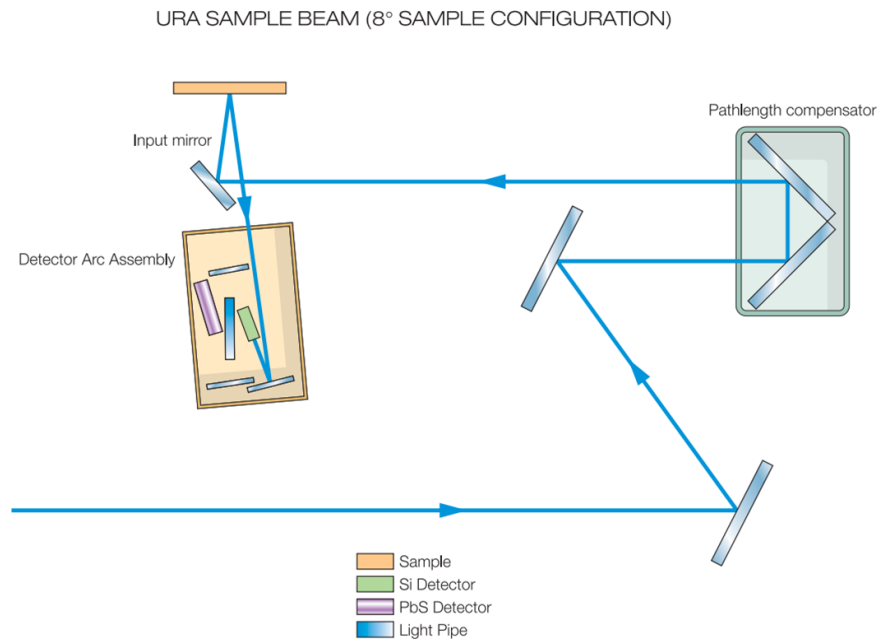 URA SAMPLE BEAM (8° SAMPLE CONFIGURATION)
Pathlength compensator
Input mirror
Detector Arc Assembly
Sample
Si Detector
PbS Detector
Light Pipe